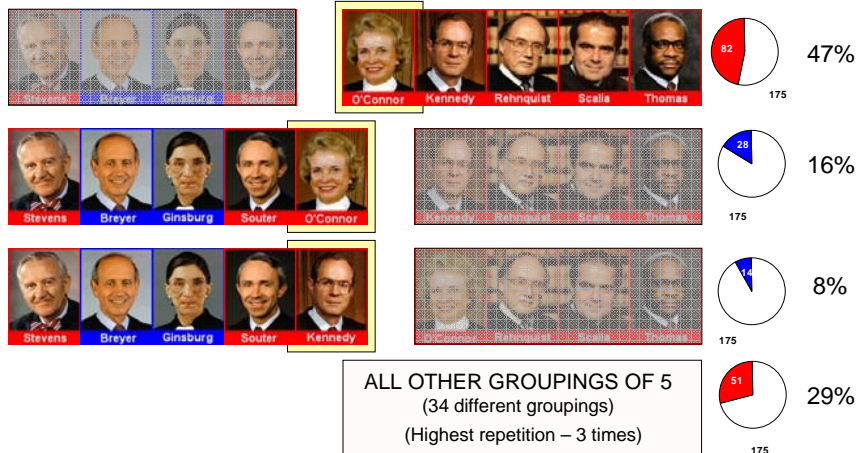 Stevens Breyer Ginsburg Souter
O'Connor Kennedy Rehnquist Scalia Thomas
82
175
47%
Stevens Breyer Ginsburg Souter O'Connor
Kennedy Rehnquist Scalia Thomas
28
175
16%
Stevens Breyer Ginsburg Souter Kennedy
O'Connor Rehnquist Scalia Thomas
14
175
8%
ALL OTHER GROUPINGS OF 5
(34 different groupings)
(Highest repetition – 3 times)
51
175
29%